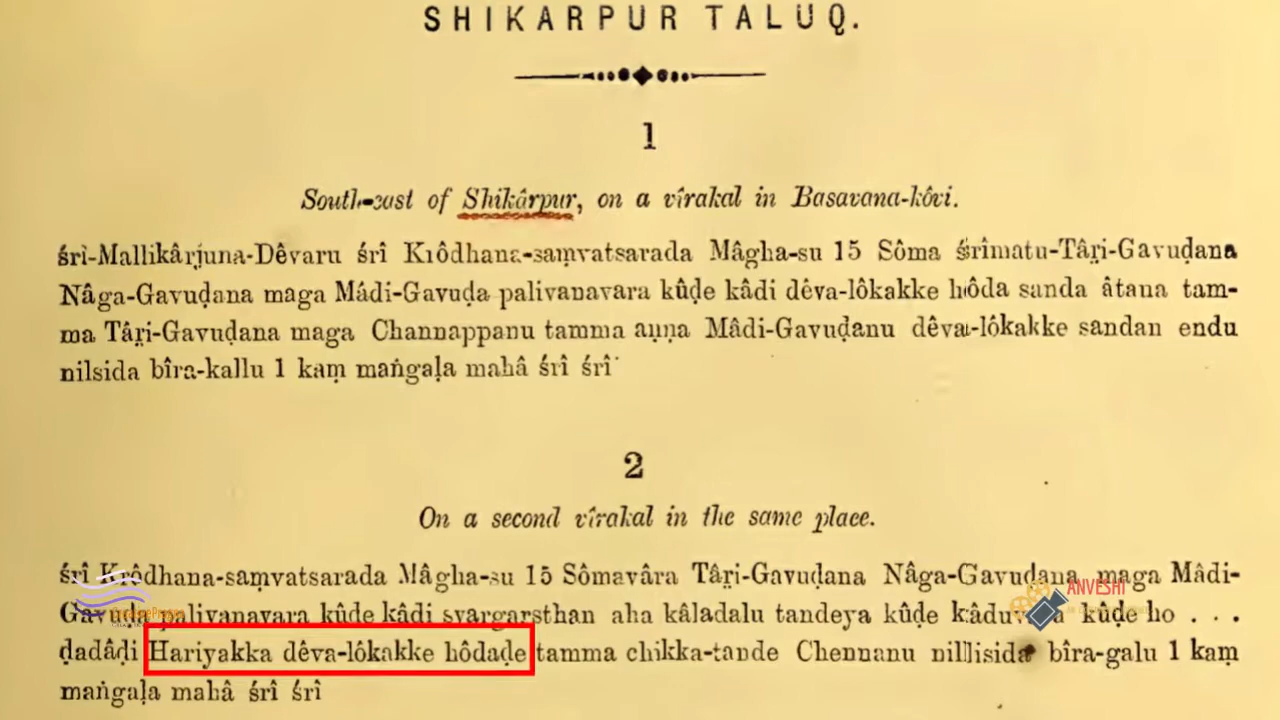 SHIKARPUR TALUQ.
1
South-east of Shikârpur, on a vîrakal in Basavana-kôvi.
śrî-Mallikârjuna-Dêvaru śrî Krôdhana-saṃvatsarada Mâgha-su 15 Sôma śrîmatu-Târi-Gavuḍana
Nâga-Gavuḍana maga Mâdi-Gavuḍa palivanavara kûḍe kâdi dêva-lôkakke hôda sanda âtana tam-
ma Târi-Gavuḍana maga Channappanu tamma aṇṇa Mâdi-Gavuḍanu dêva-lôkakke sandan endu
nilsida bîra-kallu 1 kaṃ maṅgaḷa mahâ śrî śrî
2
On a second vîrakal in the same place.
śrî Krôdhana-saṃvatsarada Mâgha-su 15 Sômavâra Târi-Gavuḍana Nâga-Gavuḍana maga Mâdi-
Gavuḍa palivanavara kûḍe kâdi svargarsthan aha kâladalu tandeya kûḍe kûḍe ho . . .
ḍadâḍi Hariyakka dêva-lôkakke hôdaḍe tamma chikka-tande Chennanu nillisida bîra-galu 1 kaṃ
maṅgaḷa mahâ śrî śrî
ANVESHI